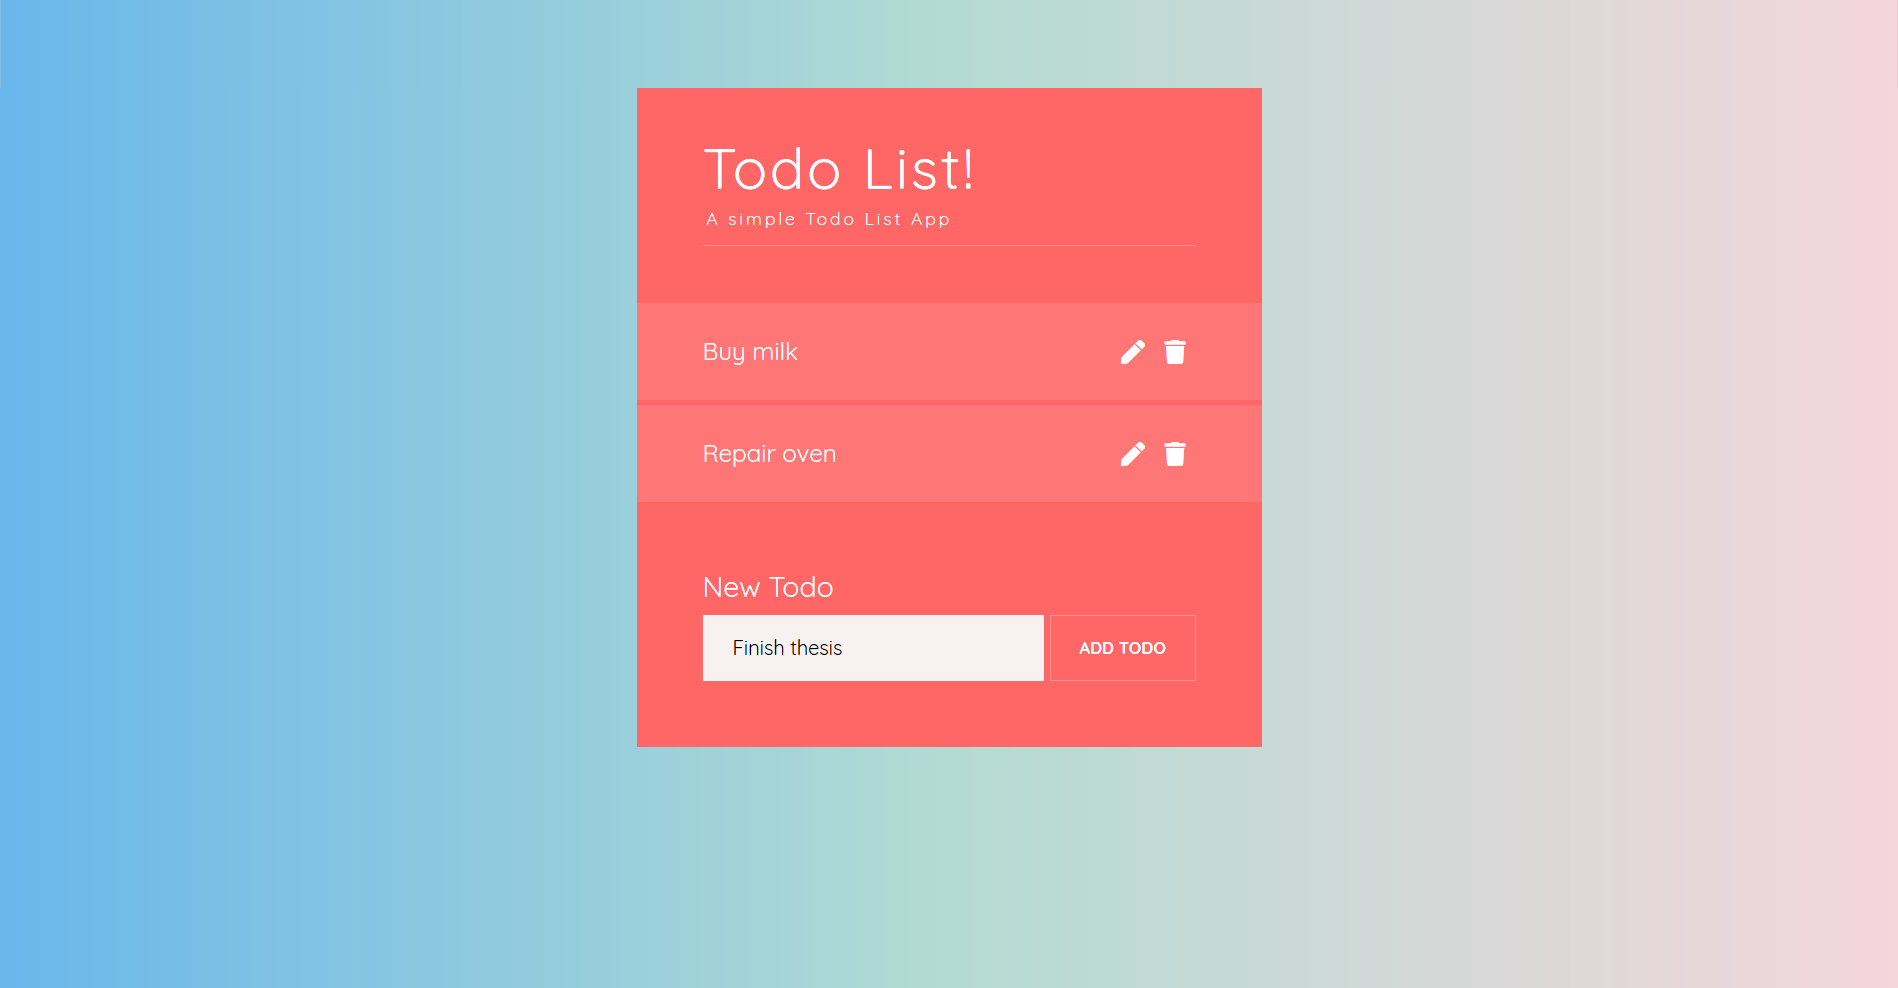 Todo List!
A simple Todo List App
Buy milk
Repair oven
New Todo
Finish thesis
ADD TODO